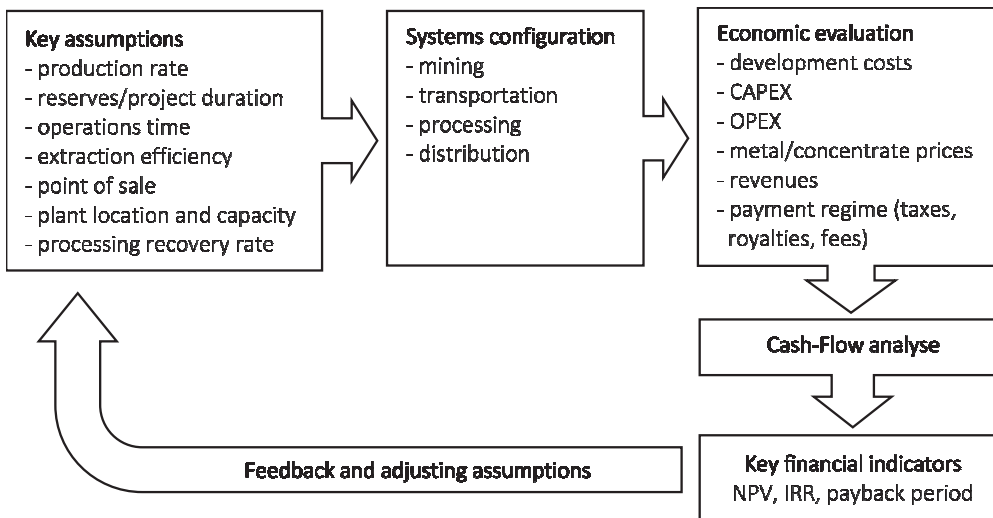 Key assumptions
- production rate
- reserves/project duration
- operations time
- extraction efficiency
- point of sale
- plant location and capacity
- processing recovery rate
Systems configuration
- mining
- transportation
- processing
- distribution
Economic evaluation
- development costs
- CAPEX
- OPEX
- metal/concentrate prices
- revenues
- payment regime (taxes,
royalties, fees)
Cash-Flow analyse
Key financial indicators
NPV, IRR, payback period
Feedback and adjusting assumptions